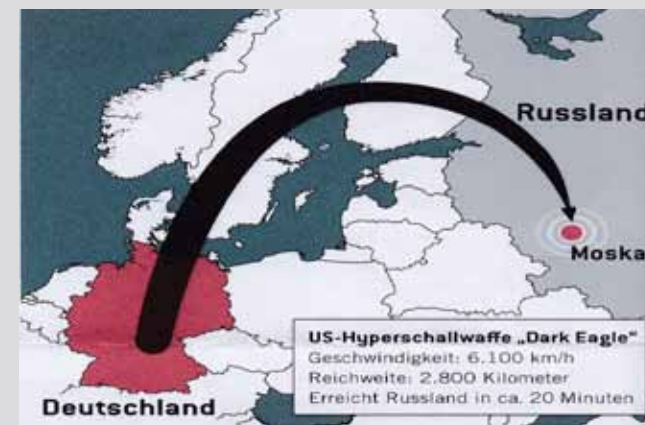 Russland
Moska
US-Hyperschallwaffe „Dark Eagle“
Geschwindigkeit: 6.100 km/h
Reichweite: 2.800 Kilometer
Erreicht Russland in ca. 20 Minuten
Deutschland